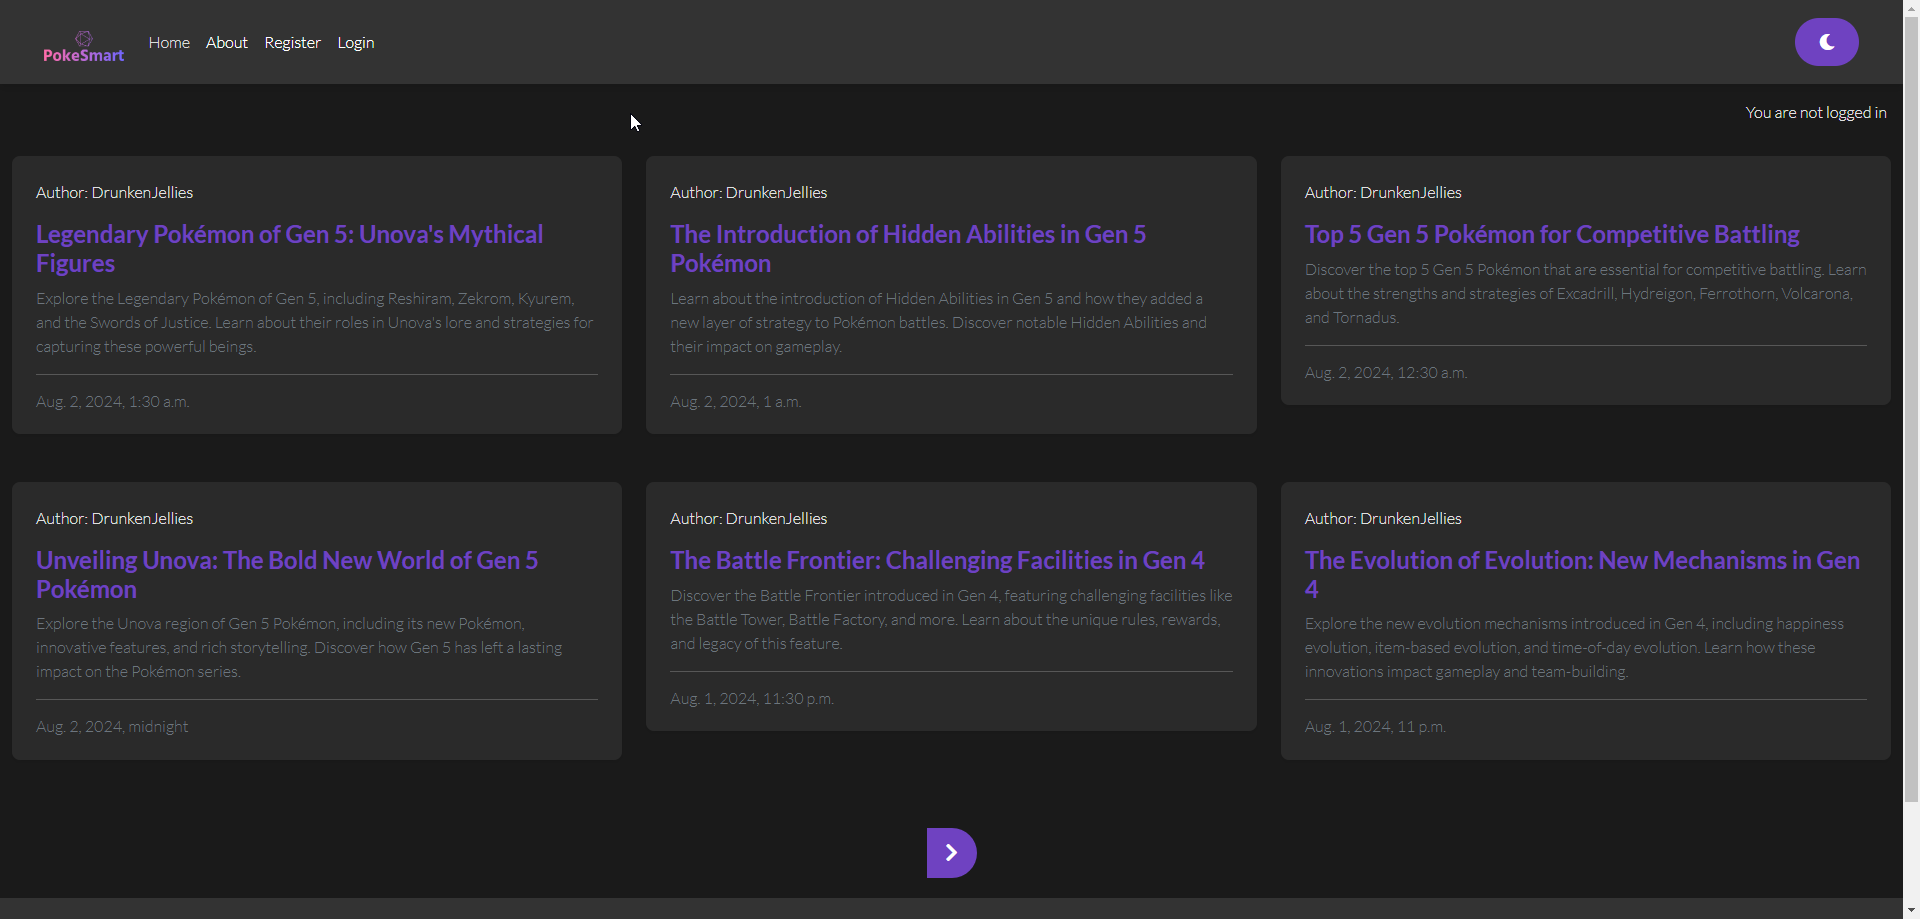 PokeSmart
Home About Register Login
You are not logged in
Author: DrunkenJellies
Legendary Pokémon of Gen 5: Unova's Mythical
Figures
Explore the Legendary Pokémon of Gen 5, including Reshiram, Zekrom, Kyurem,
and the Swords of Justice. Learn about their roles in Unova's lore and strategies for
capturing these powerful beings.
Aug. 2, 2024, 1:30 a.m.
Author: DrunkenJellies
The Introduction of Hidden Abilities in Gen 5
Pokémon
Learn about the introduction of Hidden Abilities in Gen 5 and how they added a
new layer of strategy to Pokémon battles. Discover notable Hidden Abilities and
their impact on gameplay.
Aug. 2, 2024, 1 a.m.
Author: DrunkenJellies
Top 5 Gen 5 Pokémon for Competitive Battling
Discover the top 5 Gen 5 Pokémon that are essential for competitive battling. Learn
about the strengths and strategies of Excadrill, Hydreigon, Ferrothorn, Volcarona,
and Tornadus.
Aug. 2, 2024, 12:30 a.m.
Author: DrunkenJellies
Unveiling Unova: The Bold New World of Gen 5
Pokémon
Explore the Unova region of Gen 5 Pokémon, including its new Pokémon,
innovative features, and rich storytelling. Discover how Gen 5 has left a lasting
impact on the Pokémon series.
Aug. 2, 2024, midnight
Author: DrunkenJellies
The Battle Frontier: Challenging Facilities in Gen 4
Discover the Battle Frontier introduced in Gen 4, featuring challenging facilities like
the Battle Tower, Battle Factory, and more. Learn about the unique rules, rewards,
and legacy of this feature.
Aug. 1, 2024, 11:30 p.m.
Author: DrunkenJellies
The Evolution of Evolution: New Mechanisms in Gen
4
Explore the new evolution mechanisms introduced in Gen 4, including happiness
evolution, item-based evolution, and time-of-day evolution. Learn how these
innovations impact gameplay and team-building.
Aug. 1, 2024, 11 p.m.